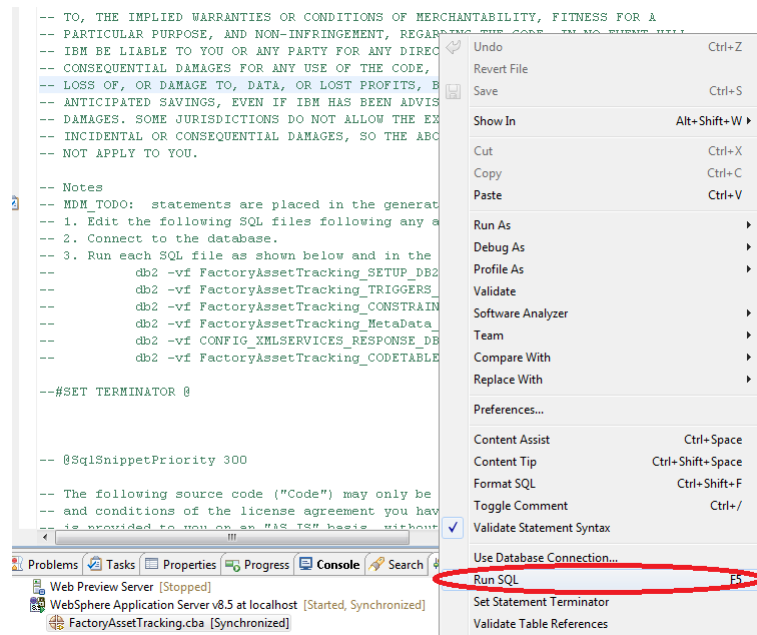 -- TO, THE IMPLIED WARRANTIES OR CONDITIONS OF MERCHANTABILITY, FITNESS FOR A
-- PARTICULAR PURPOSE, AND NON-INFRINGEMENT, REGARDING THE CODE. IN NO EVENT WILL
-- IBM BE LIABLE TO YOU OR ANY PARTY FOR ANY DIREC
-- CONSEQUENTIAL DAMAGES FOR ANY USE OF THE CODE,
-- LOSS OF, OR DAMAGE TO, DATA, OR LOST PROFITS, B
-- ANTICIPATED SAVINGS, EVEN IF IBM HAS BEEN ADVIS
-- DAMAGES. SOME JURISDICTIONS DO NOT ALLOW THE EX
-- INCIDENTAL OR CONSEQUENTIAL DAMAGES, SO THE ABO
-- NOT APPLY TO YOU.
-- Notes
-- MDM_TODO: statements are placed in the generat
-- 1. Edit the following SQL files following any a
-- 2. Connect to the database.
-- 3. Run each SQL file as shown below and in the
-- db2 -vf FactoryAssetTracking_SETUP_DB2
-- db2 -vf FactoryAssetTracking_TRIGGERS_
-- db2 -vf FactoryAssetTracking_CONSTRAIN
-- db2 -vf FactoryAssetTracking_MetaData_
-- db2 -vf CONFIG_XMLSERVICES_RESPONSE_DB
-- db2 -vf FactoryAssetTracking_CODETABLE
--#SET TERMINATOR @
-- @SqlSnippetPriority 300
-- The following source code ("Code") may only be
-- and conditions of the license agreement you hav
-- is provided to you on an "AS IS" basis, without
Undo Ctrl+Z
Revert File
Save Ctrl+S
Show In Alt+Shift+W
Cut Ctrl+X
Copy Ctrl+C
Paste Ctrl+V
Run As
Debug As
Profile As
Validate
Software Analyzer
Team
Compare With
Replace With
Preferences...
Content Assist Ctrl+Space
Content Tip Ctrl+Shift+Space
Format SQL Ctrl+Shift+F
Toggle Comment Ctrl+/
Validate Statement Syntax
Use Database Connection...
Run SQL F5
Set Statement Terminator
Validate Table References
Problems Tasks Properties Progress Console Search
Web Preview Server [Stopped]
WebSphere Application Server v8.5 at localhost [Started, Synchronized]
FactoryAssetTracking.cba [Synchronized]